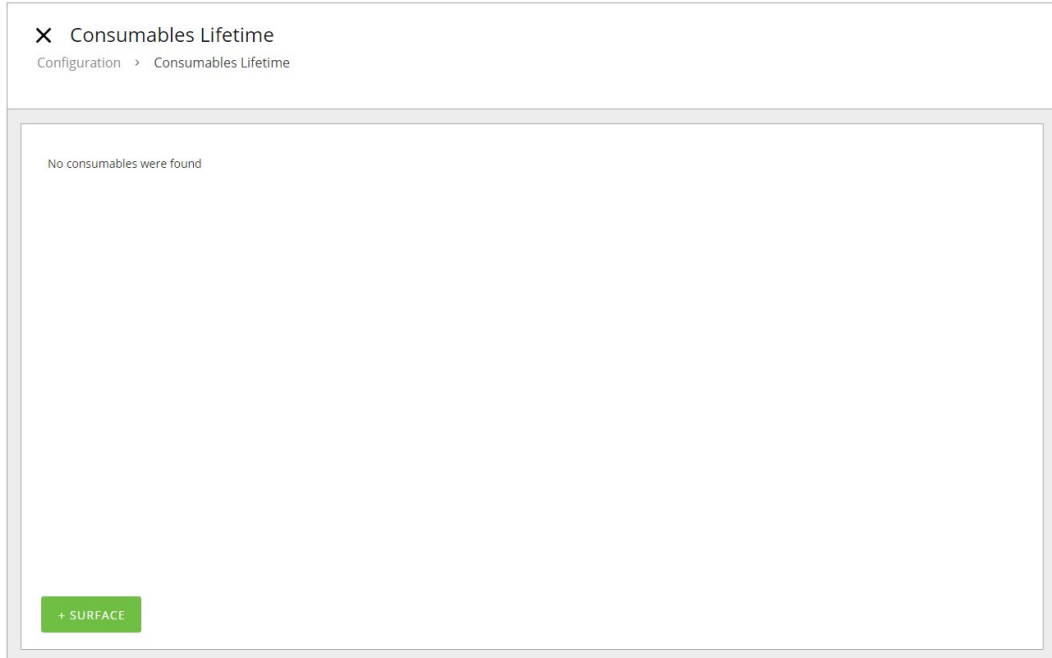 Consumables Lifetime
Configuration > Consumables Lifetime
No consumables were found
+ SURFACE